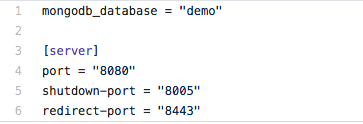 1 mongodb_database = "demo"
2
3 [server]
4 port = "8080"
5 shutdown-port = "8005"
6 redirect-port = "8443"